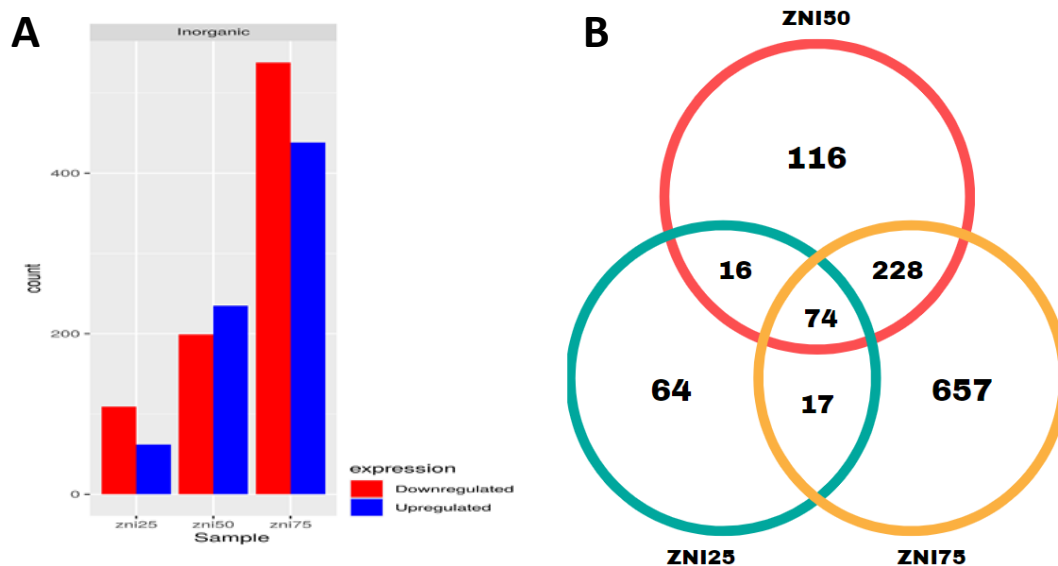 A
Inorganic
400
200
0
count
zni25 zni50 zni75
Sample
expression
Downregulated
Upregulated
B
ZNI50
116
16 228
74
64 17 657
ZNI25 ZNI75